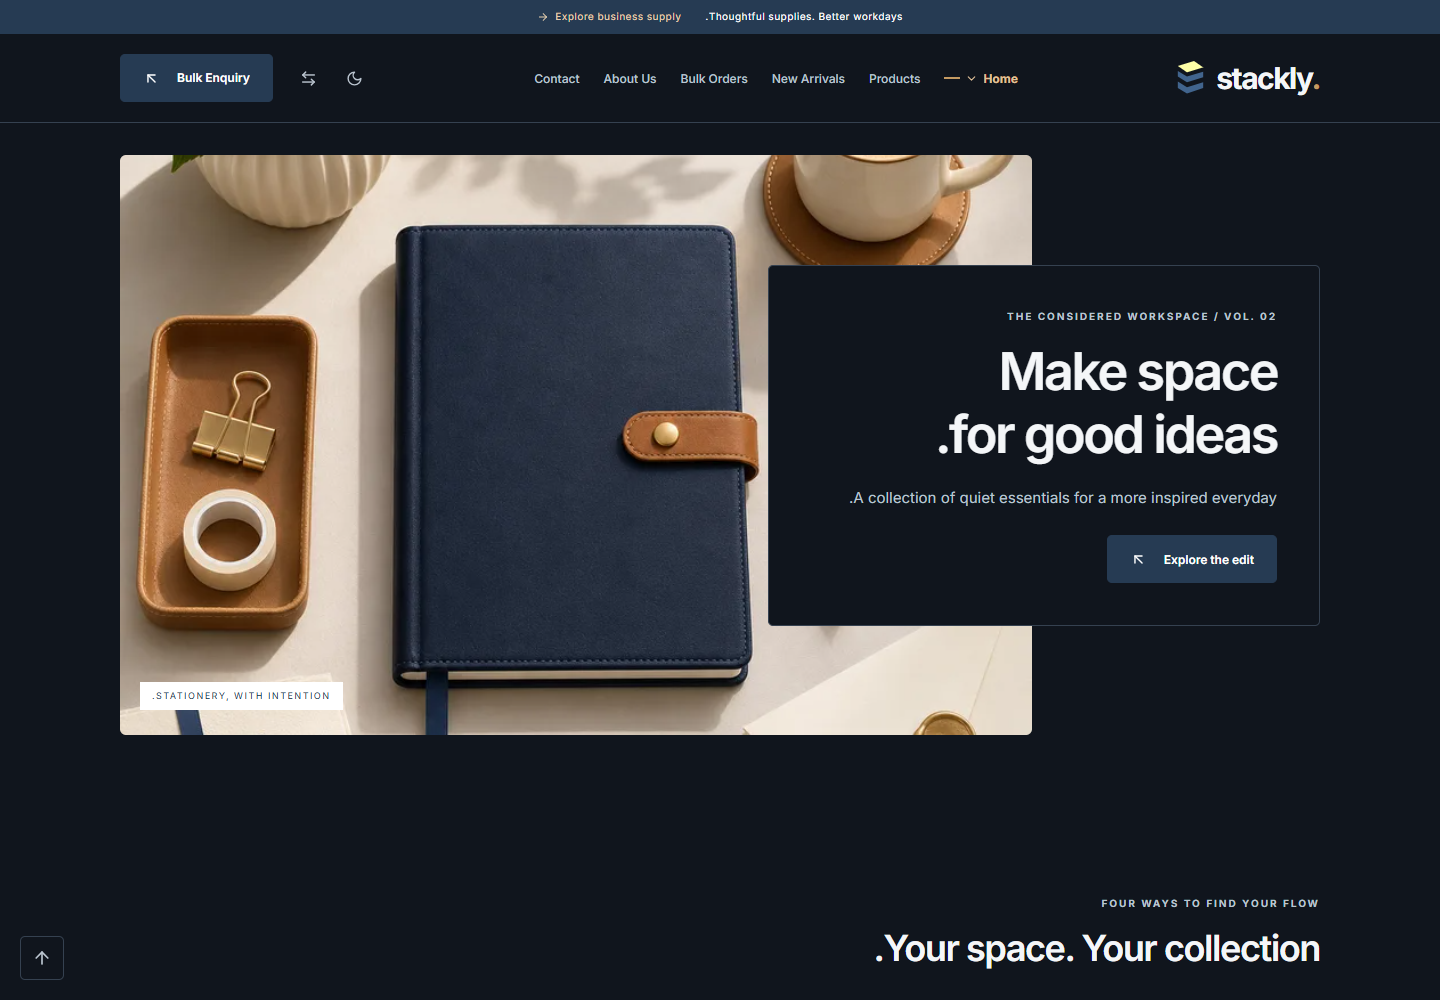 Explore business supply
.Thoughtful supplies. Better workdays
Bulk Enquiry
Contact
About Us
Bulk Orders
New Arrivals
Products
Home
stackly.
THE CONSIDERED WORKSPACE / VOL. 02
Make space
.for good ideas
.A collection of quiet essentials for a more inspired everyday
Explore the edit
.STATIONERY, WITH INTENTION
FOUR WAYS TO FIND YOUR FLOW
.Your space. Your collection